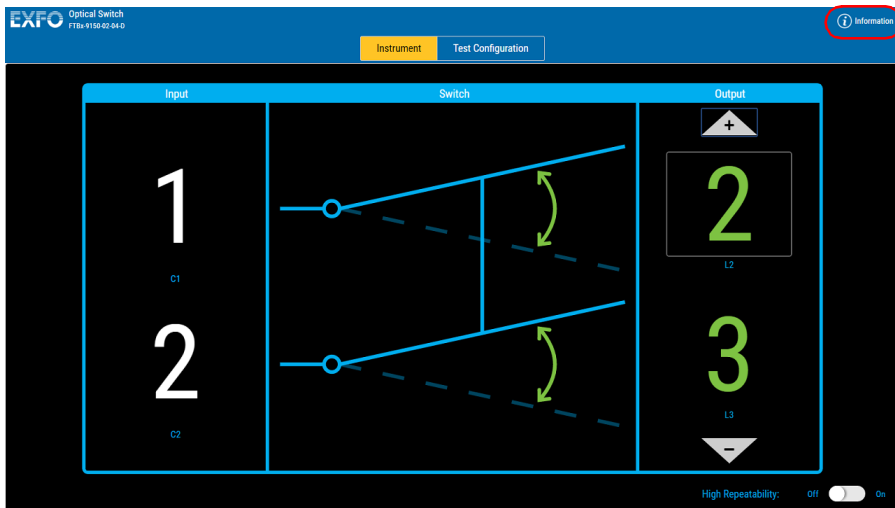 EXFO
Optical Switch
FTBx-9150-02-04-D
Information
Instrument
Test Configuration
Input
Switch
Output
+
1
2
C1
L2
2
3
C2
L3
−
High Repeatability:
Off
On